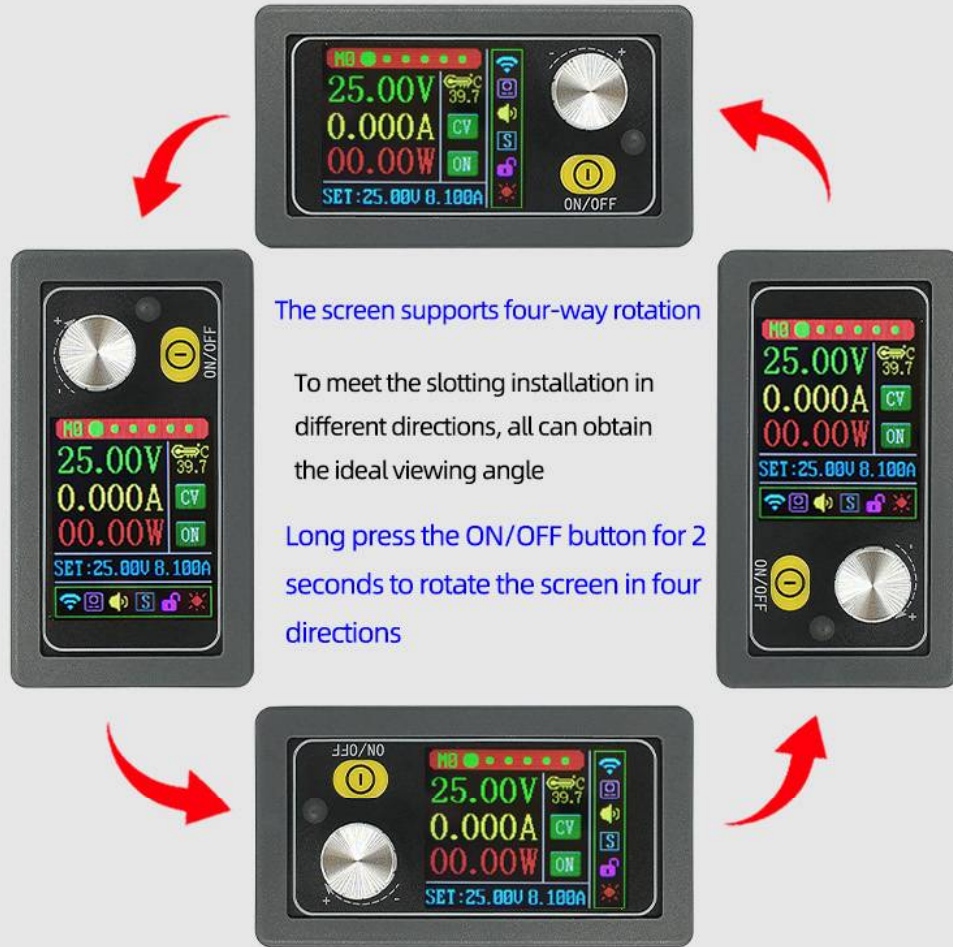 M0
25.00V
°C
39.7
0.000A
CV
00.00W
ON
SET:25.00V 8.100A
S
+
-
ON/OFF
+
-
ON/OFF
M0
25.00V
°C
39.7
0.000A
CV
00.00W
ON
SET:25.00V 8.100A
S
The screen supports four-way rotation
To meet the slotting installation in
different directions, all can obtain
the ideal viewing angle
Long press the ON/OFF button for 2
seconds to rotate the screen in four
directions
M0
25.00V
°C
39.7
0.000A
CV
00.00W
ON
SET:25.00V 8.100A
S
ON/OFF
-
+
ON/OFF
+
-
M0
25.00V
°C
39.7
0.000A
CV
00.00W
ON
SET:25.00V 8.100A
S